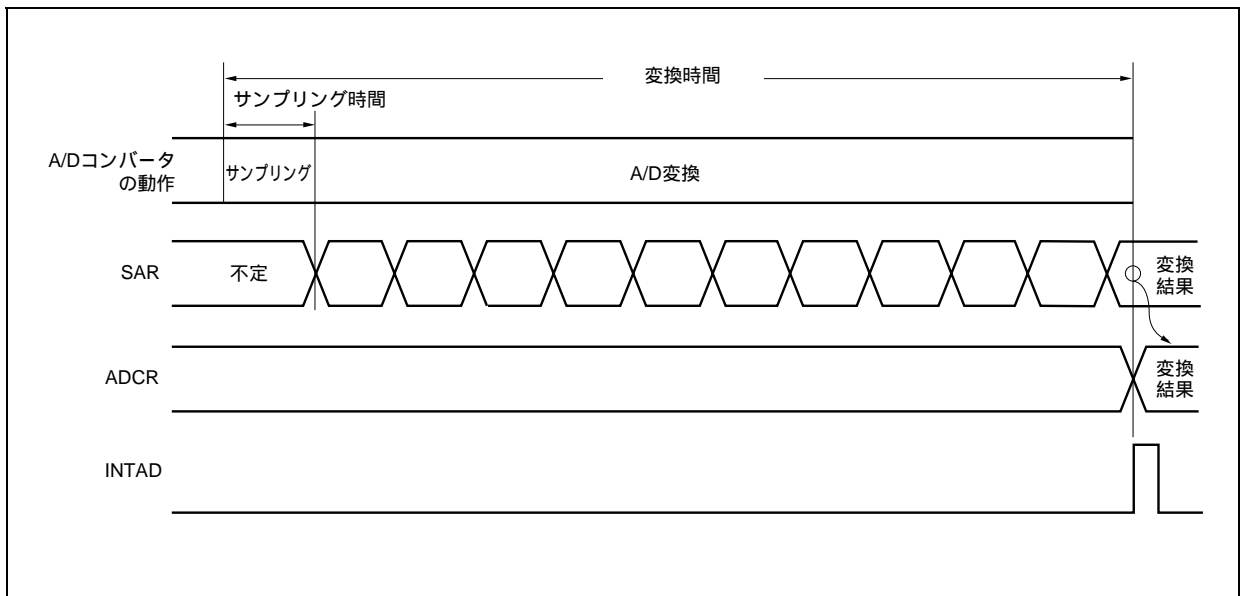 変換時間
サンプリング時間
A/Dコンバータ
の動作
サンプリング
A/D変換
SAR
不定
変換
結果
ADCR
変換
結果
INTAD